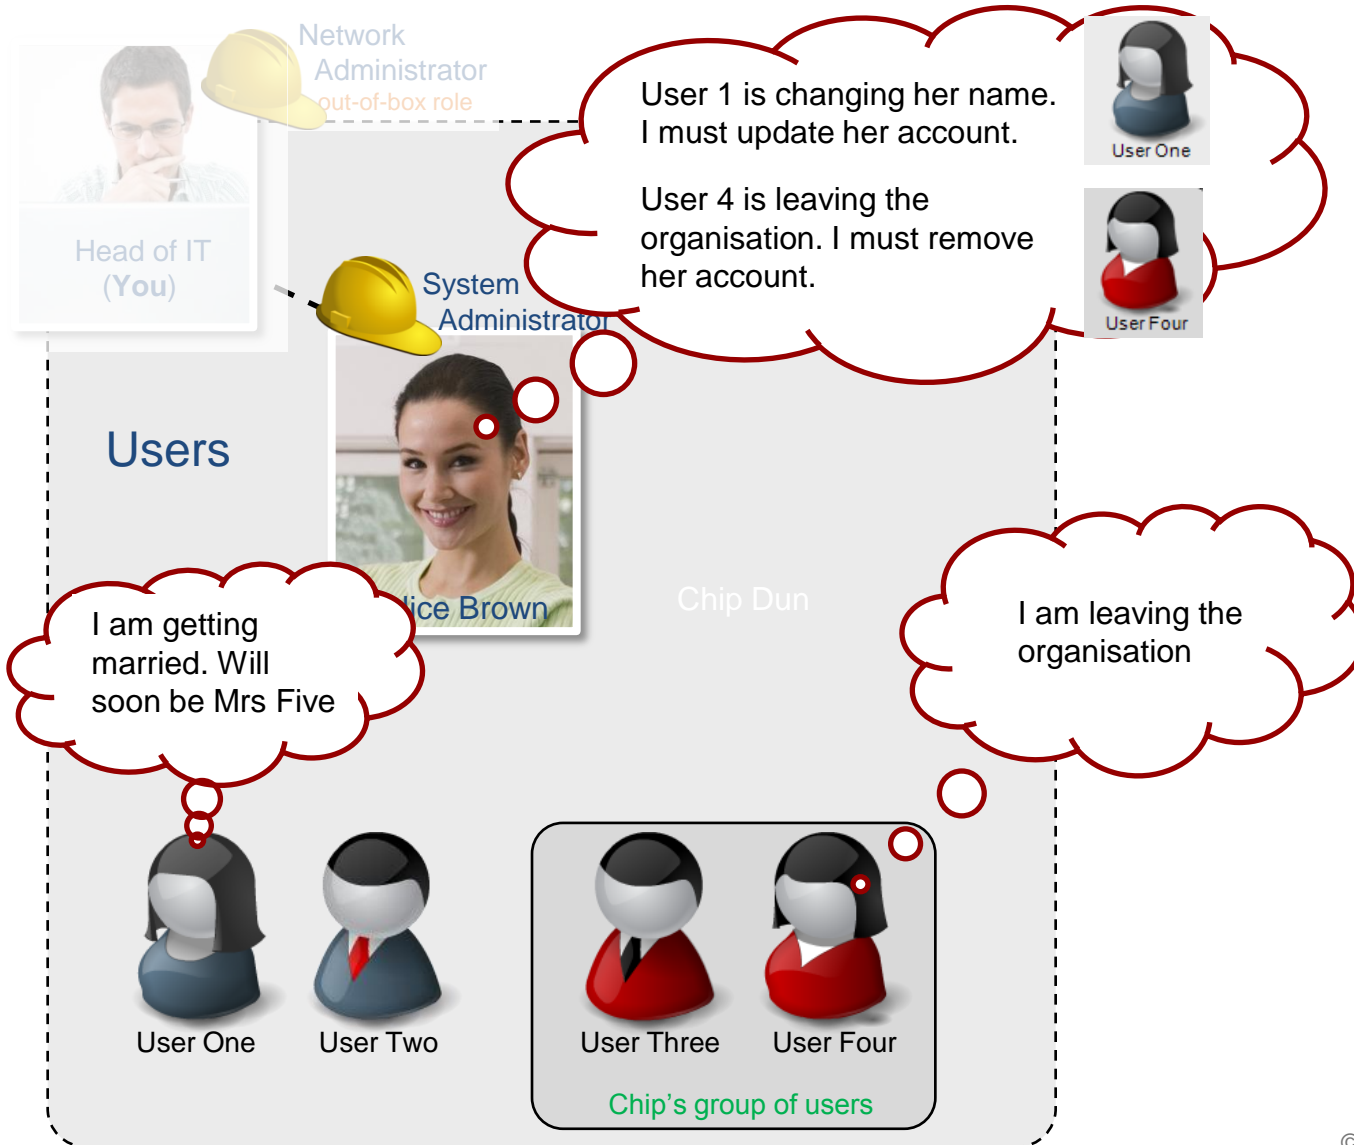 Network
Administrator
out-of-box role
Head of IT
(You)
User 1 is changing her name.
I must update her account.
User One
User 4 is leaving the
organisation. I must remove
her account.
User Four
System
Administrator
Users
lice Brown
Chip Dun
I am getting
married. Will
soon be Mrs Five
I am leaving the
organisation
User One
User Two
User Three
User Four
Chip's group of users
©